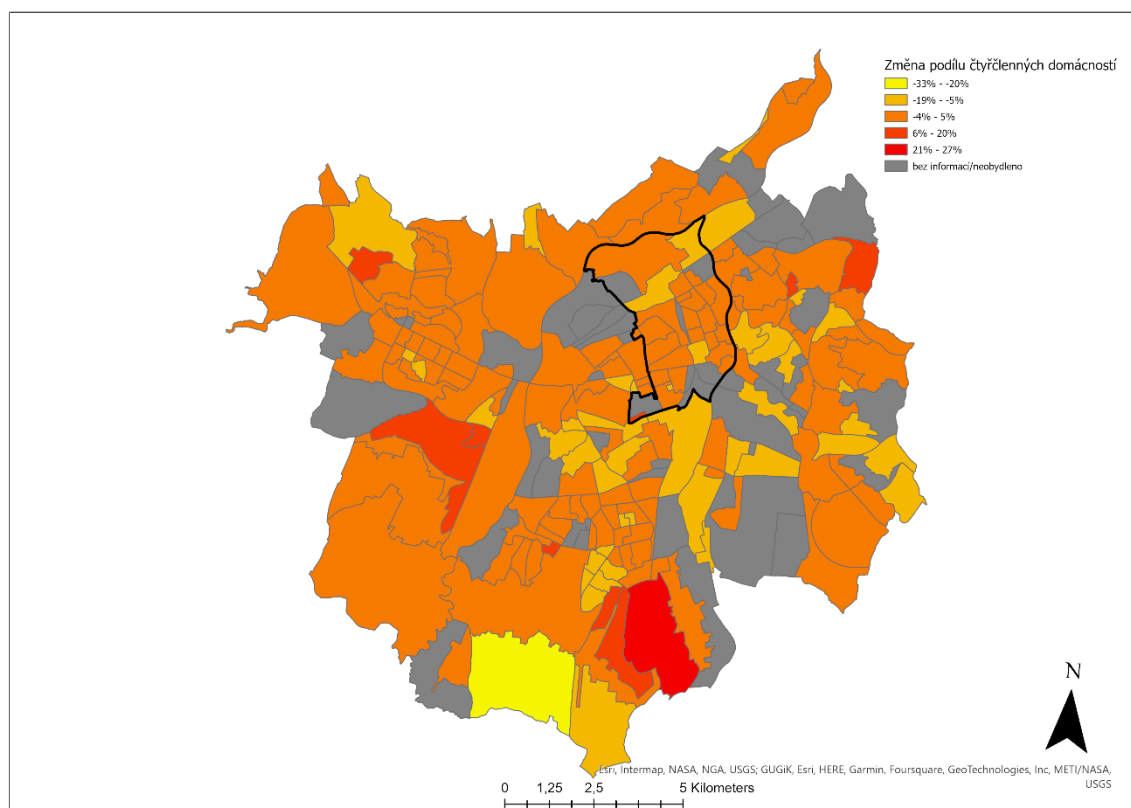 Změna podílu čtyřčlenných domácností
-33% - -20%
-19% - -5%
-4% - 5%
6% - 20%
21% - 27%
bez informací/neobydleno
N
Esri, Intermap, NASA, NGA, USGS; GUGiK, Esri, HERE, Garmin, Foursquare, GeoTechnologies, Inc, METI/NASA,
USGS
0 1,25 2,5 5 Kilometers